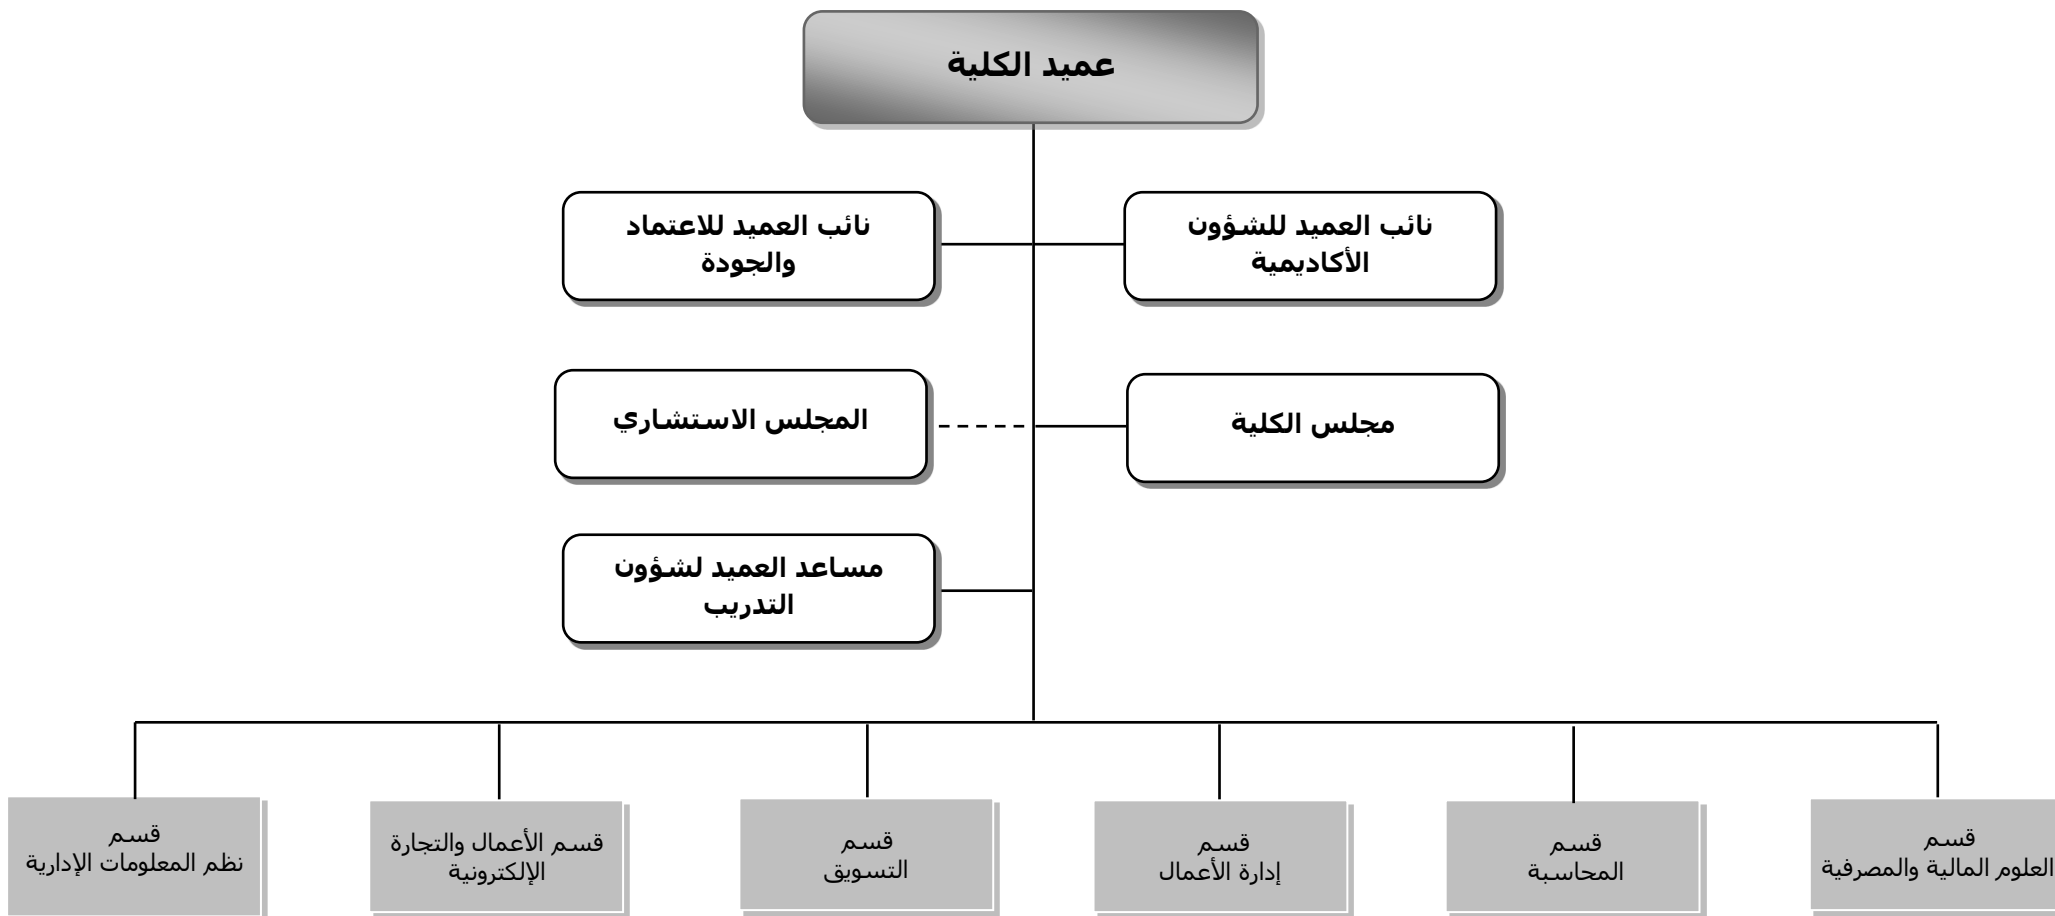 عميد الكلية
نائب العميد للشؤون
الأكاديمية
نائب العميد للاعتماد
والجودة
مجلس الكلية
المجلس الاستشاري
مساعد العميد لشؤون
التدريب
قسم
العلوم المالية والمصرفية
قسم
المحاسبة
قسم
إدارة الأعمال
قسم
التسويق
قسم الأعمال والتجارة
الإلكترونية
قسم
نظم المعلومات الإدارية